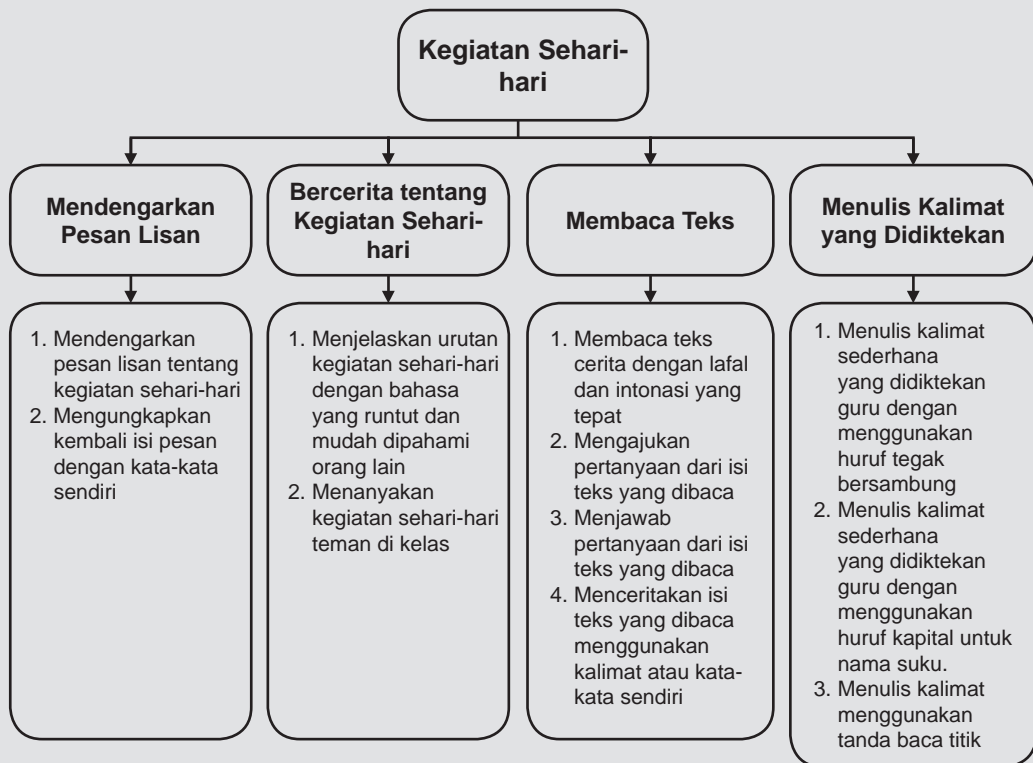 Kegiatan Sehari-
hari
Mendengarkan
Pesan Lisan
Bercerita tentang
Kegiatan Sehari-
hari
Membaca Teks
Menulis Kalimat
yang Didiktekan
1. Mendengarkan
pesan lisan tentang
kegiatan sehari-hari
2. Mengungkapkan
kembali isi pesan
dengan kata-kata
sendiri
1. Menjelaskan urutan
kegiatan sehari-hari
dengan bahasa
yang runtut dan
mudah dipahami
orang lain
2. Menanyakan
kegiatan sehari-hari
teman di kelas
1. Membaca teks
cerita dengan lafal
dan intonasi yang
tepat
2. Mengajukan
pertanyaan dari isi
teks yang dibaca
3. Menjawab
pertanyaan dari isi
teks yang dibaca
4. Menceritakan isi
teks yang dibaca
menggunakan
kalimat atau kata-
kata sendiri
1. Menulis kalimat
sederhana
yang didiktekan
guru dengan
menggunakan
huruf tegak
bersambung
2. Menulis kalimat
sederhana
yang didiktekan
guru dengan
menggunakan
huruf kapital untuk
nama suku.
3. Menulis kalimat
menggunakan
tanda baca titik